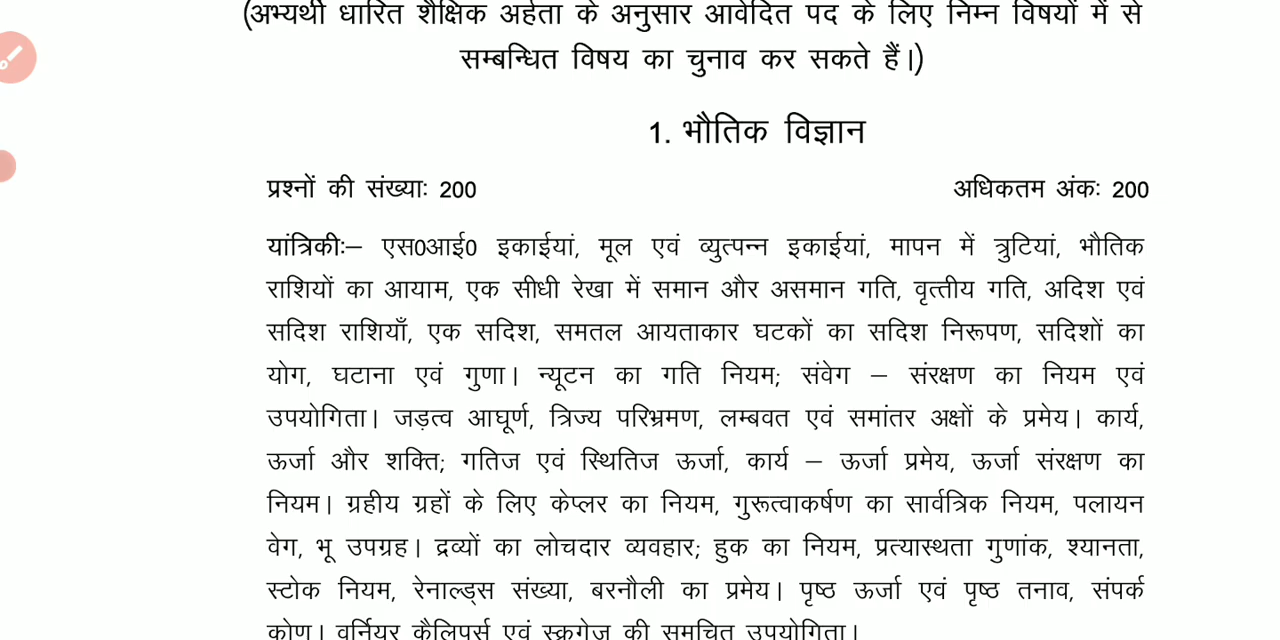 (अभ्यर्थी धारित शैक्षिक अर्हता के अनुसार आवेदित पद के लिए निम्न विषयों में से
सम्बन्धित विषय का चुनाव कर सकते हैं।)
1. भौतिक विज्ञान
प्रश्नों की संख्याः 200 अधिकतम अंकः 200
यांत्रिकीः– एस0आई0 इकाईयां, मूल एवं व्युत्पन्न इकाईयां, मापन में त्रुटियां, भौतिक
राशियों का आयाम, एक सीधी रेखा में समान और असमान गति, वृत्तीय गति, अदिश एवं
सदिश राशियाँ, एक सदिश, समतल आयताकार घटकों का सदिश निरूपण, सदिशों का
योग, घटाना एवं गुणा। न्यूटन का गति नियम; संवेग – संरक्षण का नियम एवं
उपयोगिता। जड़त्व आघूर्ण, त्रिज्य परिभ्रमण, लम्बवत एवं समांतर अक्षों के प्रमेय। कार्य,
ऊर्जा और शक्ति; गतिज एवं स्थितिज ऊर्जा, कार्य – ऊर्जा प्रमेय, ऊर्जा संरक्षण का
नियम। ग्रहीय ग्रहों के लिए केप्लर का नियम, गुरूत्वाकर्षण का सार्वत्रिक नियम, पलायन
वेग, भू उपग्रह। द्रव्यों का लोचदार व्यवहार; हुक का नियम, प्रत्यास्थता गुणांक, श्यानता,
स्टोक नियम, रेनाल्ड्स संख्या, बरनौली का प्रमेय। पृष्ठ ऊर्जा एवं पृष्ठ तनाव, संपर्क
कोण। वर्नियर कैलिपर्स एवं स्क्रूगेज की समुचित उपयोगिता।